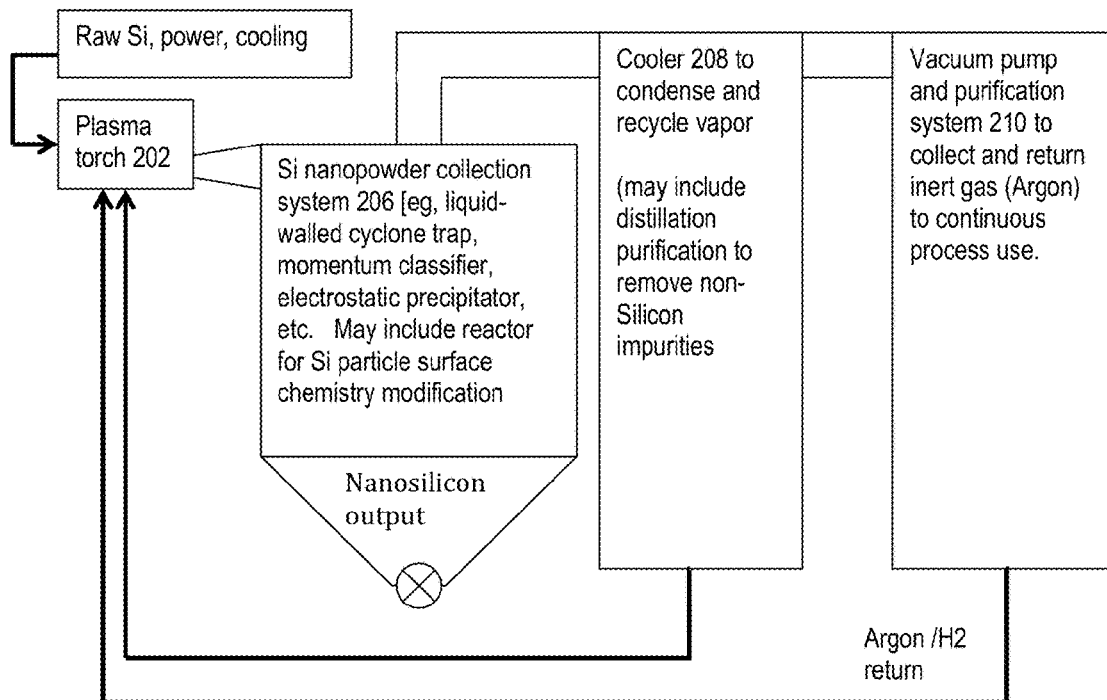 Raw Si, power, cooling
Plasma
torch 202
Si nanopowder collection
system 206 [eg, liquid-
walled cyclone trap,
momentum classifier,
electrostatic precipitator,
etc. May include reactor
for Si particle surface
chemistry modification
Nanosilicon
output
Cooler 208 to
condense and
recycle vapor
(may include
distillation
purification to
remove non-
Silicon
impurities
Vacuum pump
and purification
system 210 to
collect and return
inert gas (Argon)
to continuous
process use.
Argon /H2
return